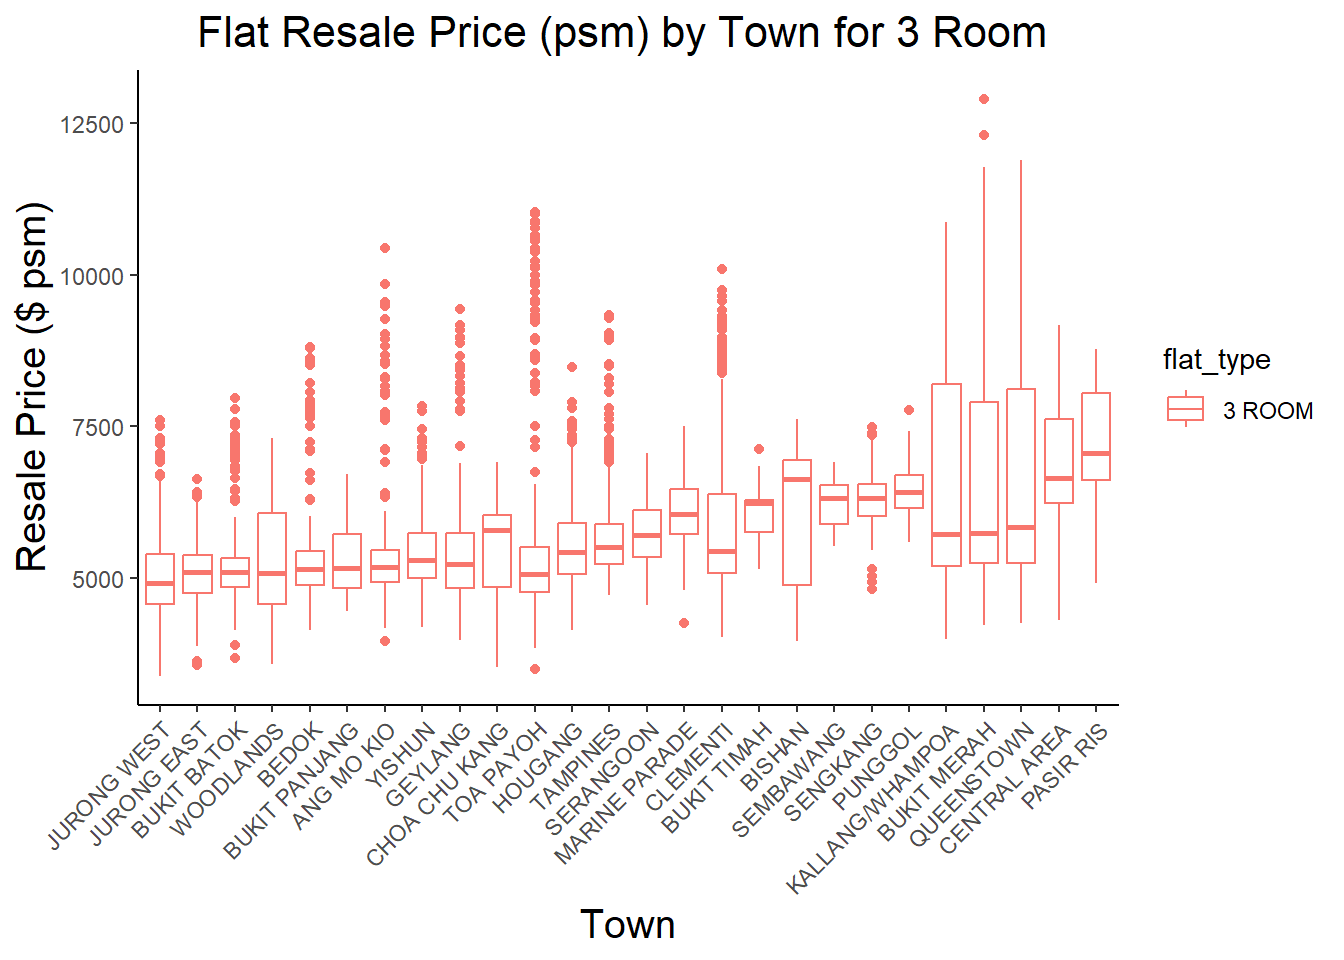 Flat Resale Price (psm) by Town for 3 Room
Resale Price ($ psm)
12500
10000
7500
5000
JURONG WEST
JURONG EAST
BUKIT BATOK
WOODLANDS
BEDOK
BUKIT PANJANG
ANG MO KIO
YISHUN
GEYLANG
CHOA CHU KANG
TOA PAYOH
HOUGANG
TAMPINES
SERANGOON
MARINE PARADE
CLEMENTI
BUKIT TIMAH
BISHAN
SEMBAWANG
SENGKANG
PUNGGOL
KALLANG/WHAMPOA
BUKIT MERAH
QUEENSTOWN
CENTRAL AREA
PASIR RIS
Town
flat_type
3 ROOM